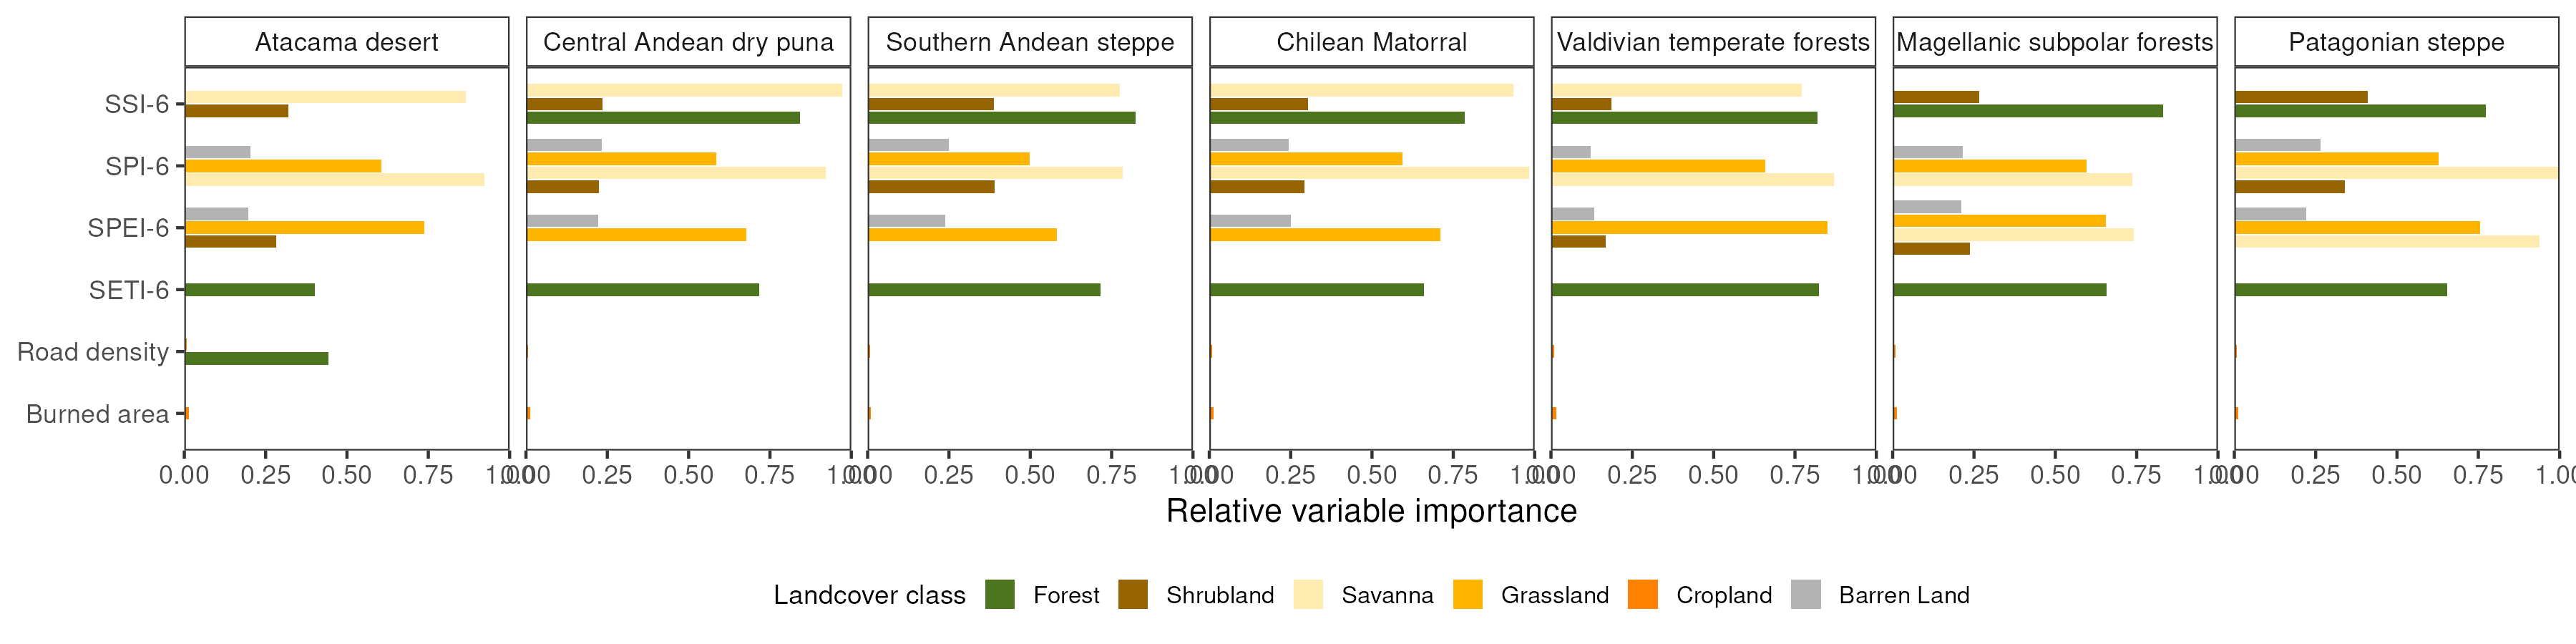 Atacama desert Central Andean dry puna Southern Andean steppe Chilean Matorral Valdivian temperate forests Magellanic subpolar forests Patagonian steppe
SSI-6
SPI-6
SPEI-6
SETI-6
Road density
Burned area
0.00 0.25 0.50 0.75 1.00 0.00 0.25 0.50 0.75 1.00 0.00 0.25 0.50 0.75 1.00 0.00 0.25 0.50 0.75 1.00 0.00 0.25 0.50 0.75 1.00 0.00 0.25 0.50 0.75 1.00 0.00 0.25 0.50 0.75 1.00
Relative variable importance
Landcover class Forest Shrubland Savanna Grassland Cropland Barren Land